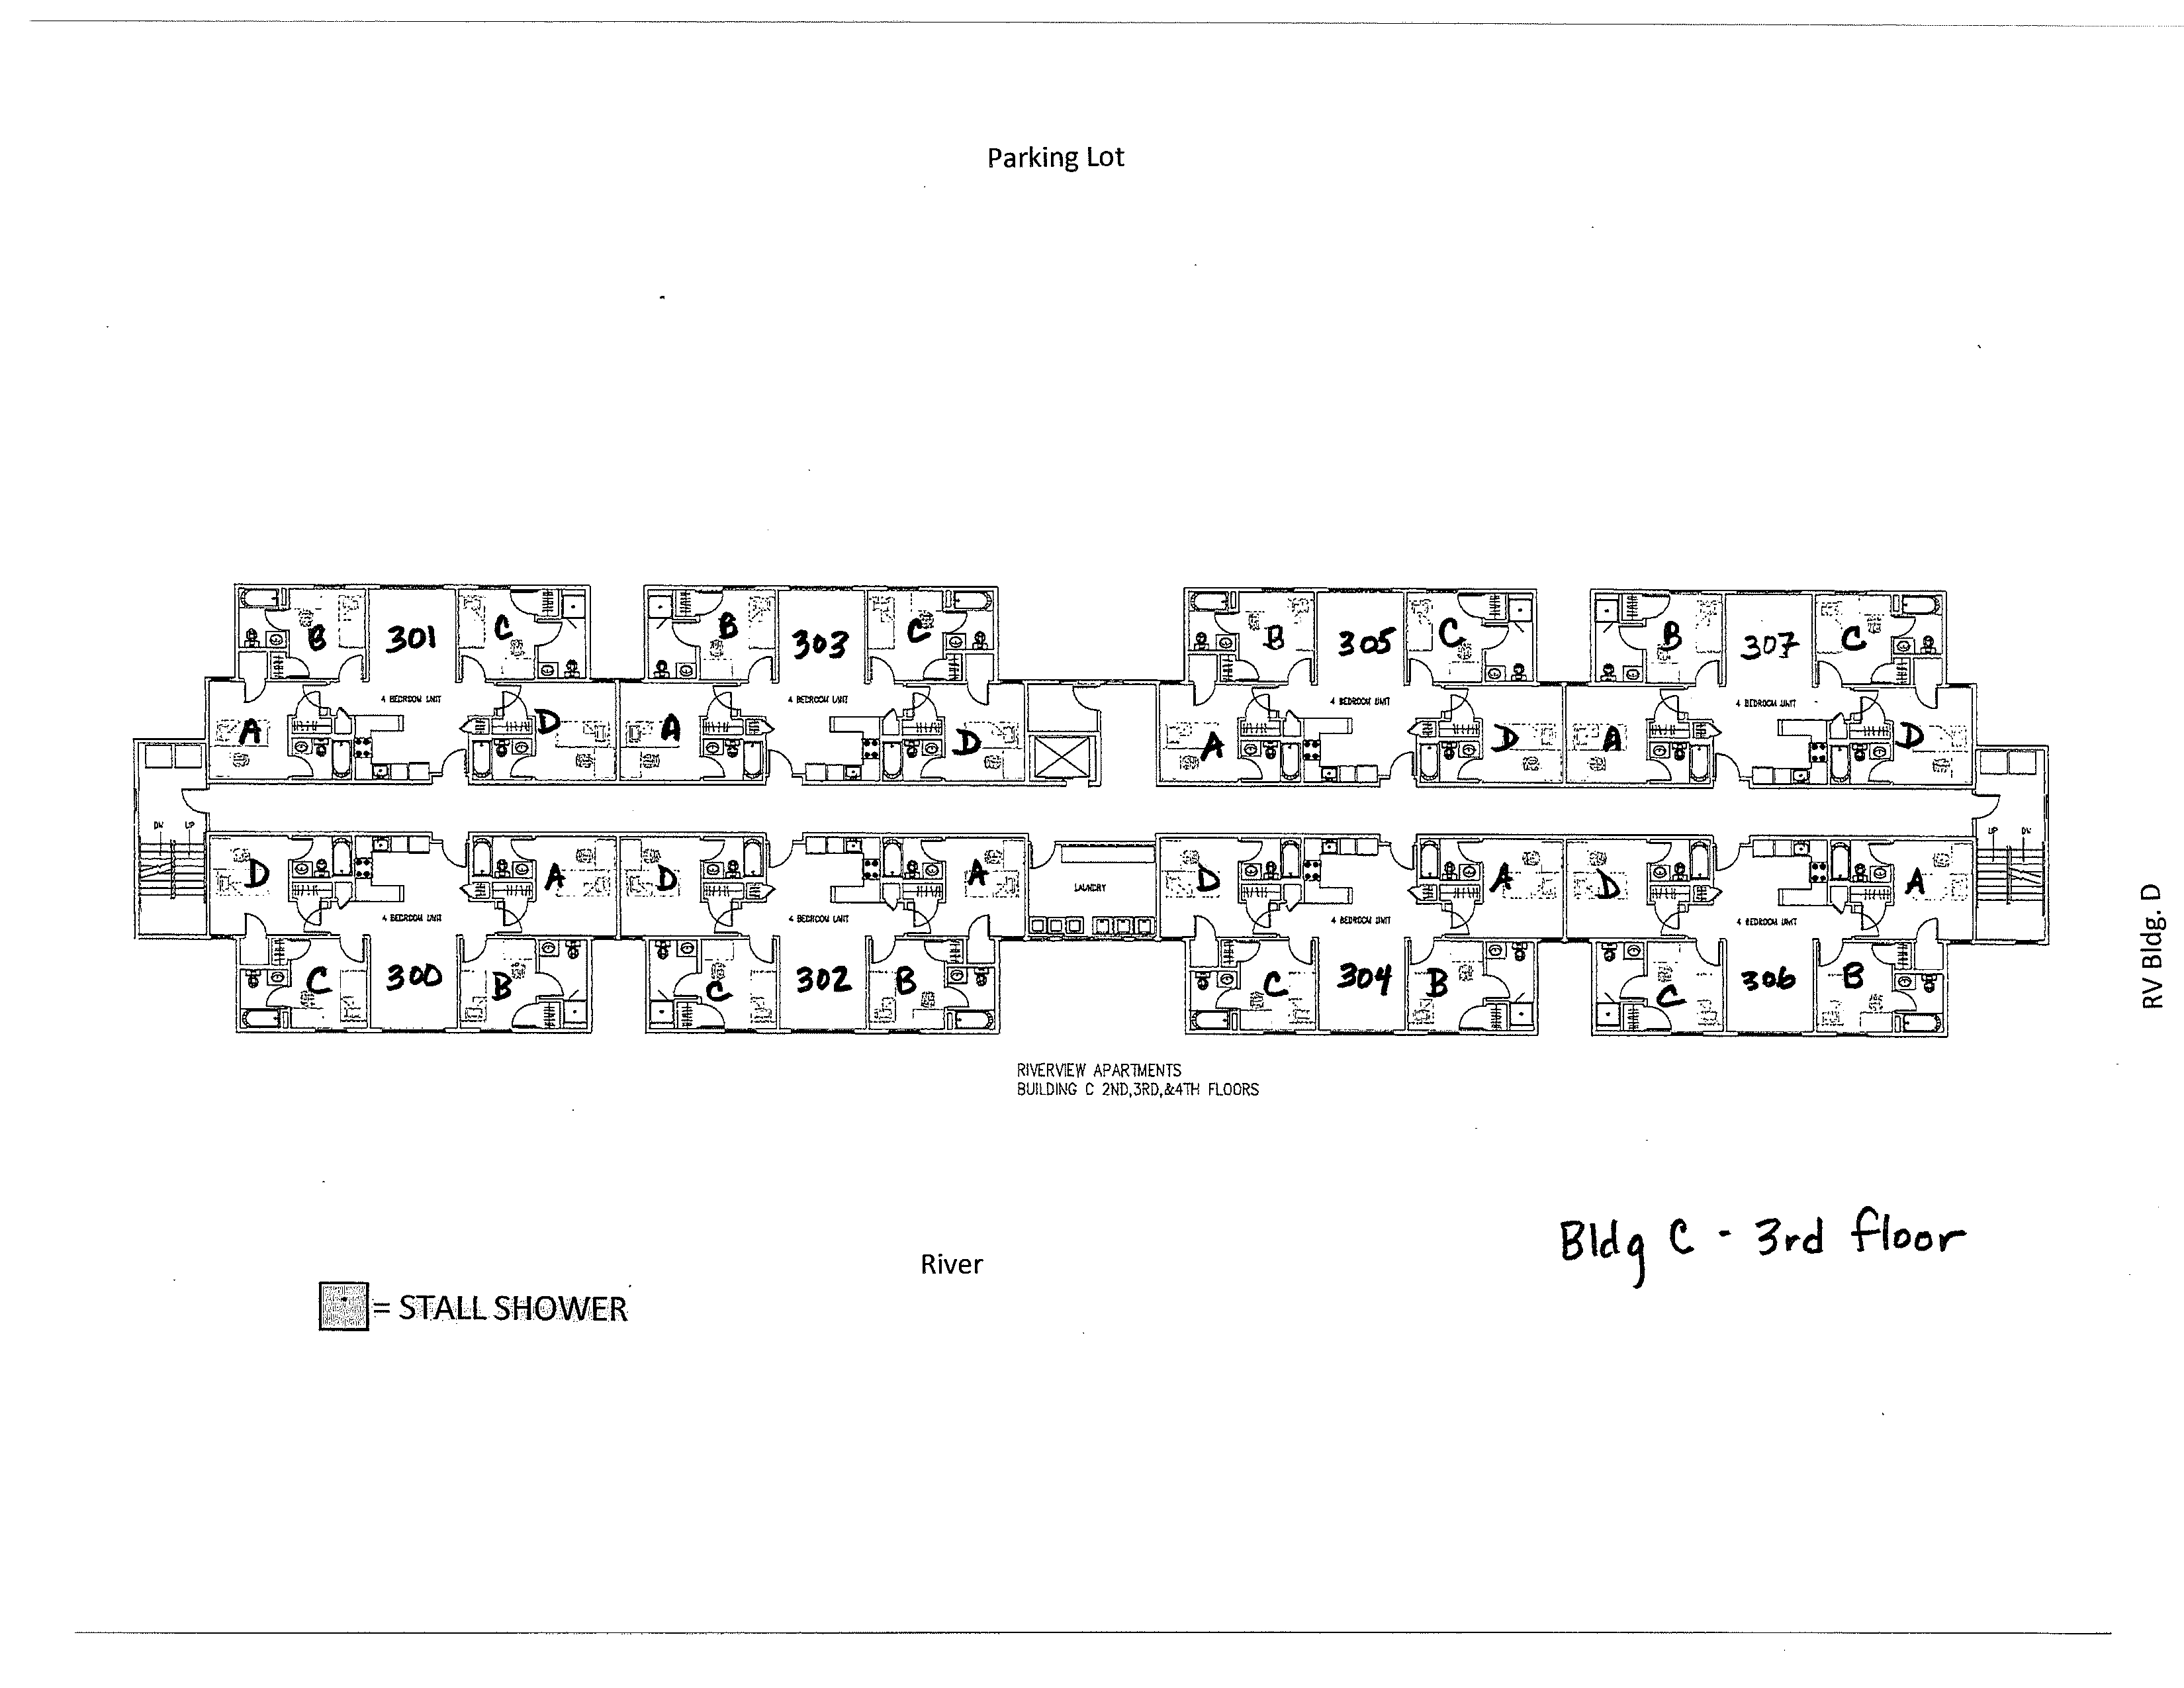 Parking Lot
B 301 C B 303 C B 305 C B 307 C
4 BEDROOM UNIT 4 BEDROOM UNIT 4 BEDROOM UNIT 4 BEDROOM UNIT
A D A D A D A D
DN UP
UP DN
D A D A D A D A
LAUNDRY
4 BEDROOM UNIT 4 BEDROOM UNIT 4 BEDROOM UNIT 4 BEDROOM UNIT
C 300 B C 302 B C 304 B C 306 B
RV Bldg. D
RIVERVIEW APARTMENTS
BUILDING C 2ND,3RD,&4TH FLOORS
Bldg C - 3rd floor
River
= STALL SHOWER